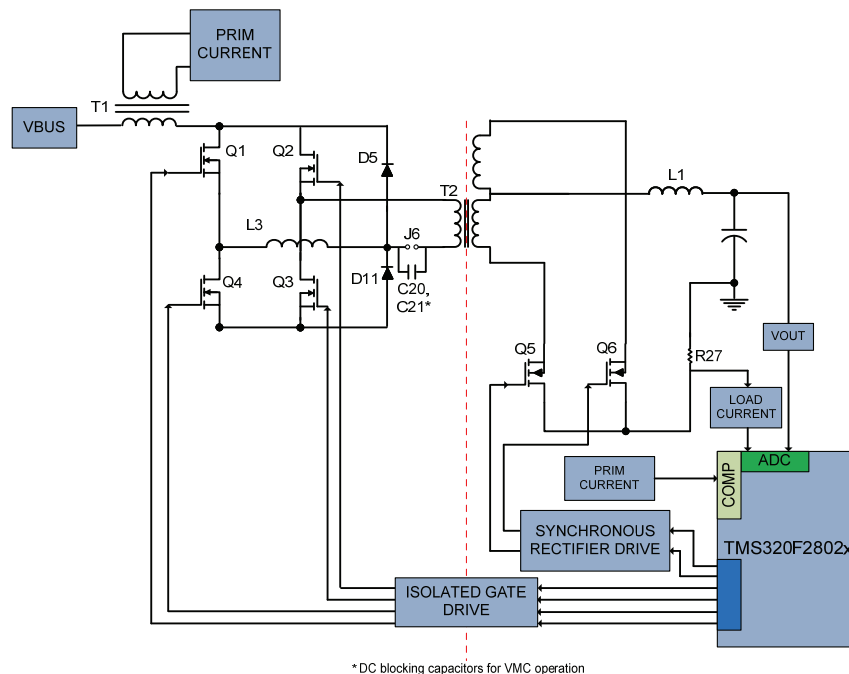 PRIM
CURRENT
T1
VBUS
Q1
Q2
D5
T2
L1
L3
J6
Q4
Q3
D11
C20,
C21*
VOUT
Q5
Q6
R27
LOAD
CURRENT
ADC
COMP
PRIM
CURRENT
SYNCHRONOUS
RECTIFIER DRIVE
TMS320F2802x
ISOLATED GATE
DRIVE
* DC blocking capacitors for VMC operation